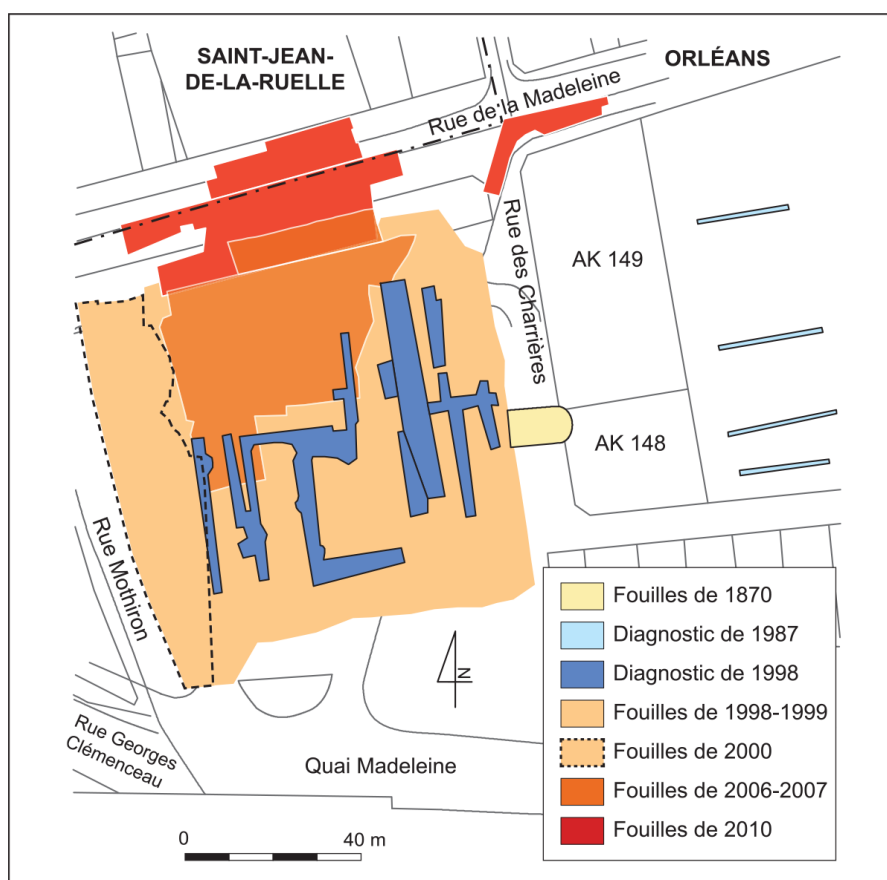 SAINT-JEAN-
DE-LA-RUELLE
ORLÉANS
Rue de la Madeleine
Rue des Charrières
AK 149
AK 148
Rue Mothiron
Rue Georges
Clémenceau
Quai Madeleine
N
0 40 m
Fouilles de 1870
Diagnostic de 1987
Diagnostic de 1998
Fouilles de 1998-1999
Fouilles de 2000
Fouilles de 2006-2007
Fouilles de 2010